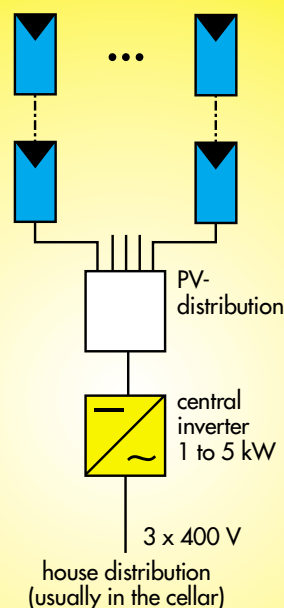 PV-
distribution
central
inverter
1 to 5 kW
3 x 400 V
house distribution
(usually in the cellar)